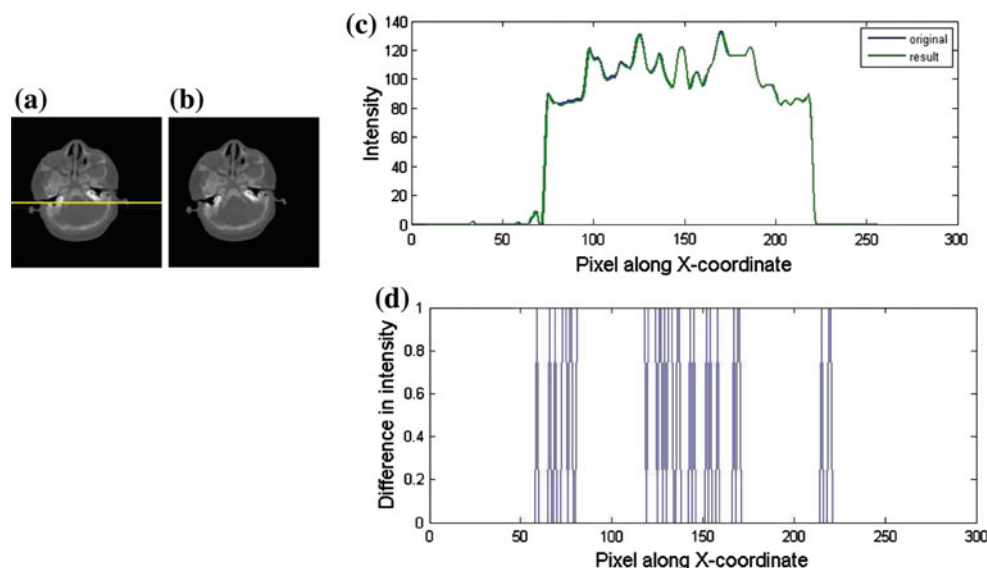 (a)
(b)
(c)
140
120
100
80
60
40
20
0
Intensity
original
result
0 50 100 150 200 250 300
Pixel along X-coordinate
(d)
1
0.8
0.6
0.4
0.2
0
Difference in intensity
0 50 100 150 200 250 300
Pixel along X-coordinate